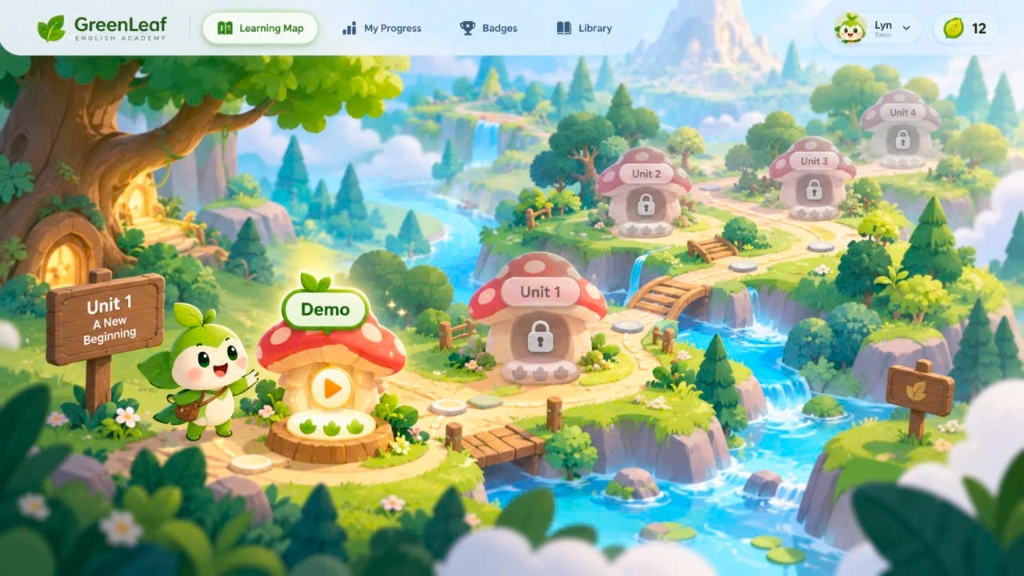 GreenLeaf
ENGLISH ACADEMY
Learning Map
My Progress
Badges
Library
Lyn
12
Unit 4
Unit 3
Unit 2
Unit 1
Demo
Unit 1
A New
Beginning